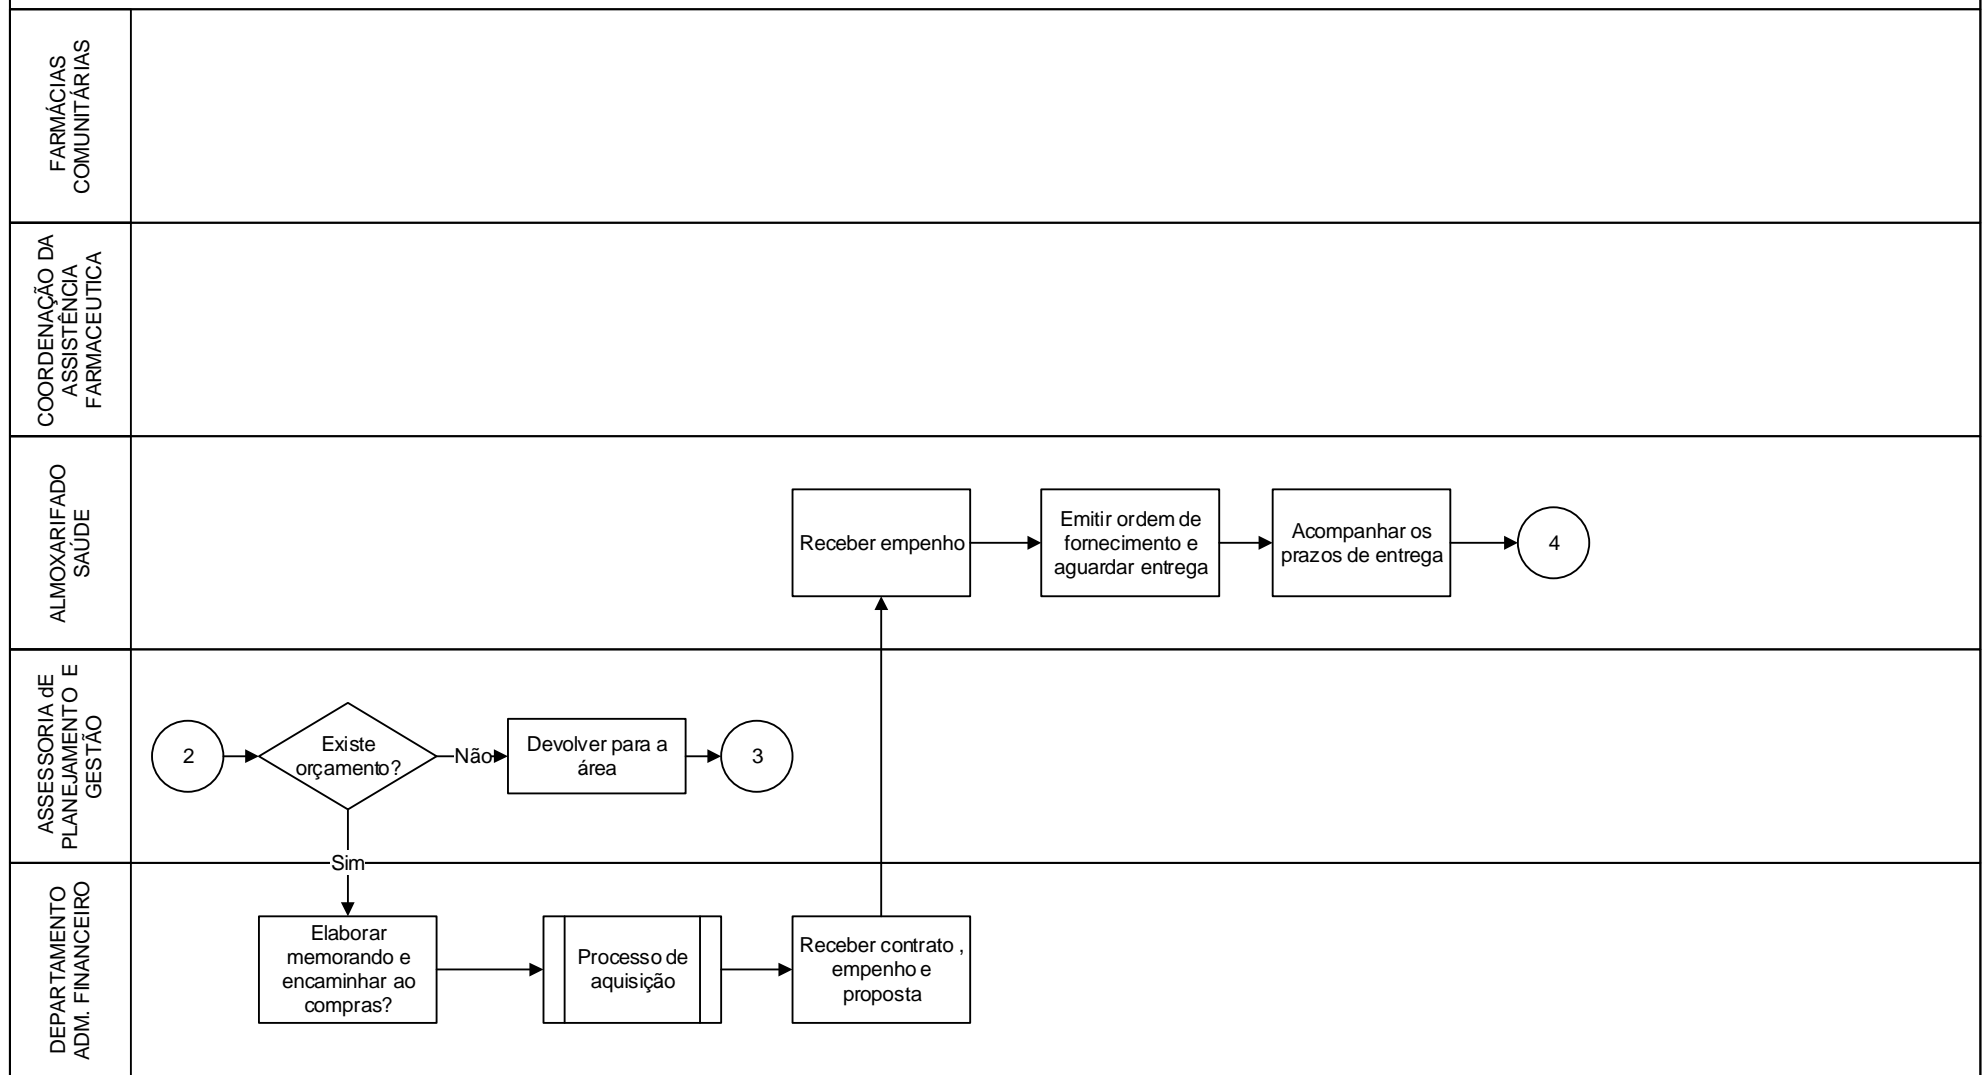 FARMÁCIAS
COMUNITÁRIAS
COORDENAÇÃO DA
ASSISTÊNCIA
FARMACEUTICA
ALMOXARIFADO
SAÚDE
Receber empenho
Emitir ordem de
fornecimento e
aguardar entrega
Acompanhar os
prazos de entrega
4
ASSESSORIA dE
PLANEJAMENTO E
GESTÃO
2
Existe
orçamento?
Não
Devolver para a
área
3
Sim
DEPARTAMENTO
ADM. FINANCEIRO
Elaborar
memorando e
encaminhar ao
compras?
Processo de
aquisição
Receber contrato ,
empenho e
proposta